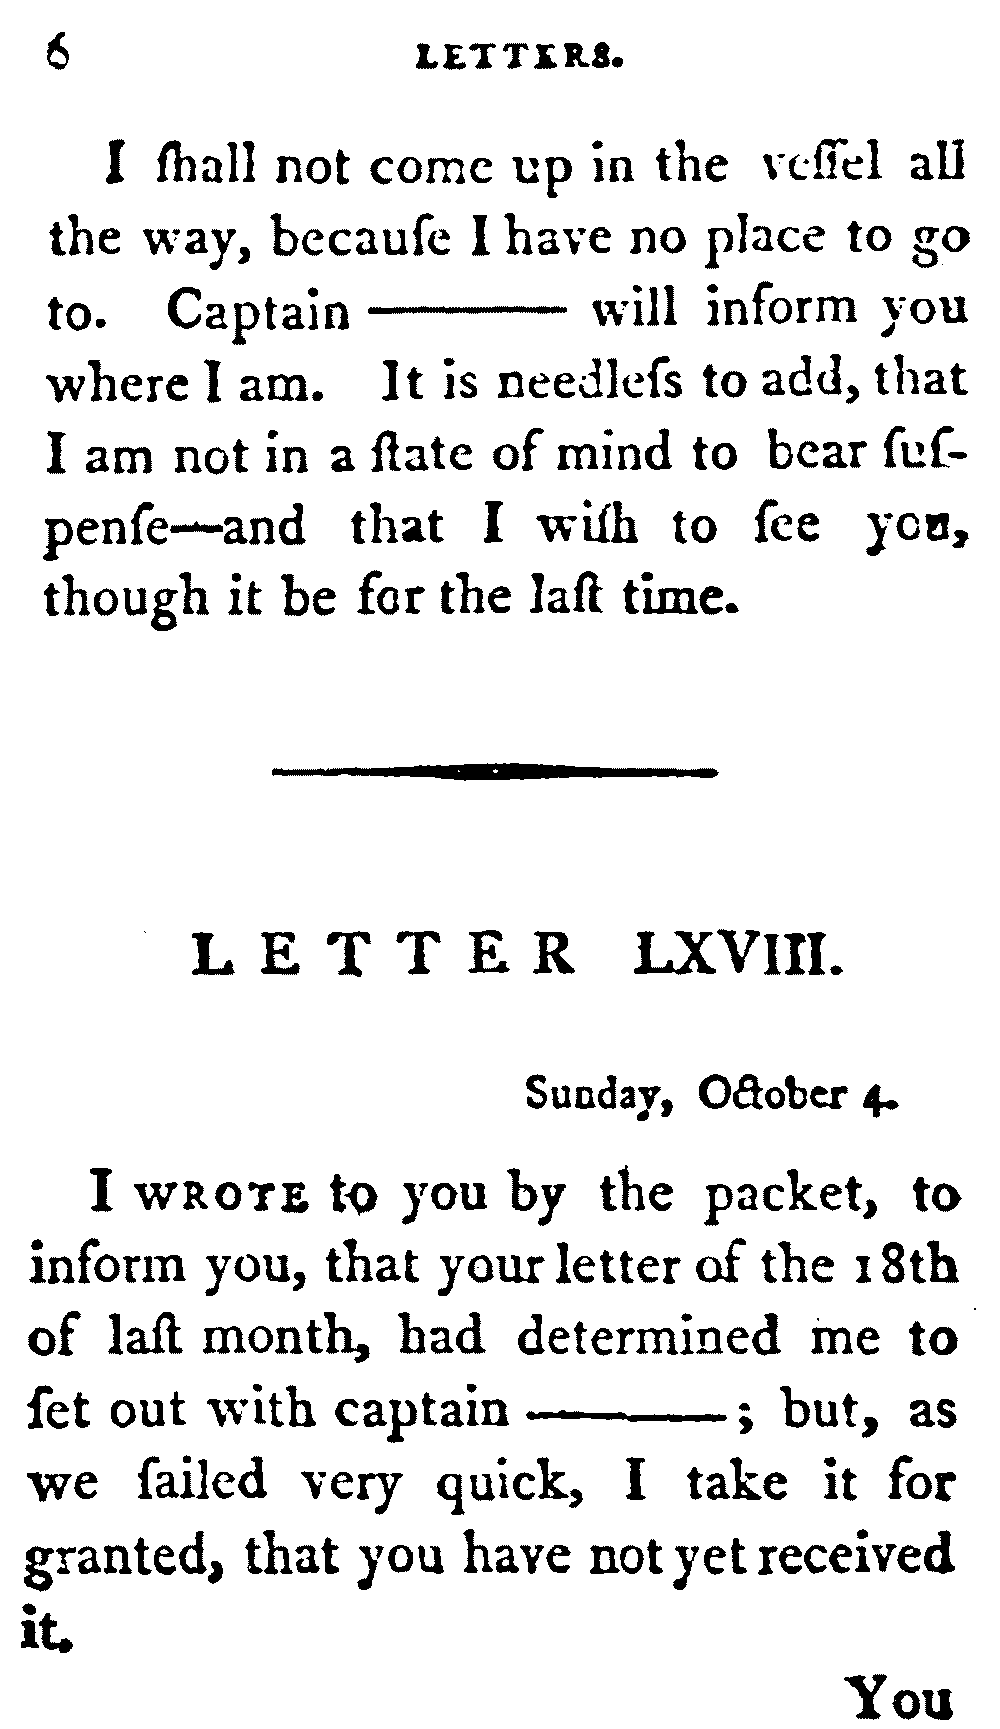 6 LETTERS.
I ſhall not come up in the veſſel all
the way, becauſe I have no place to go
to. Captain ——— will inform you
where I am. It is needleſs to add, that
I am not in a ſtate of mind to bear ſuſ-
penſe—and that I wiſh to ſee you,
though it be for the laſt time.
LETTER LXVIII.
Sunday, October 4.
I WROTE to you by the packet, to
inform you, that your letter of the 18th
of laſt month, had determined me to
ſet out with captain ———; but, as
we ſailed very quick, I take it for
granted, that you have not yet received
it.
You